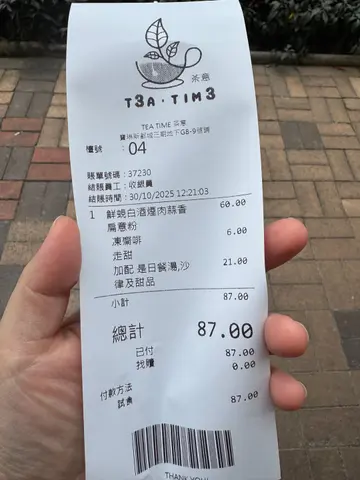 茶意
T3A · TIM3
TEA TIME 茶意
寶琳新都城三期地下G8-9號舖
檯號 : 04
賬單號碼 : 37230
結賬員工 : 收銀員
結賬時間 : 30/10/2025 12:21:03
1 鮮蜆白酒煙肉蒜香 60.00
扁意粉
凍檸啡 6.00
走甜
加配 是日餐湯,沙 21.00
律及甜品
小計 87.00
總計 87.00
已付 87.00
找贖 0.00
付款方法
試食 87.00
THANK YOU!